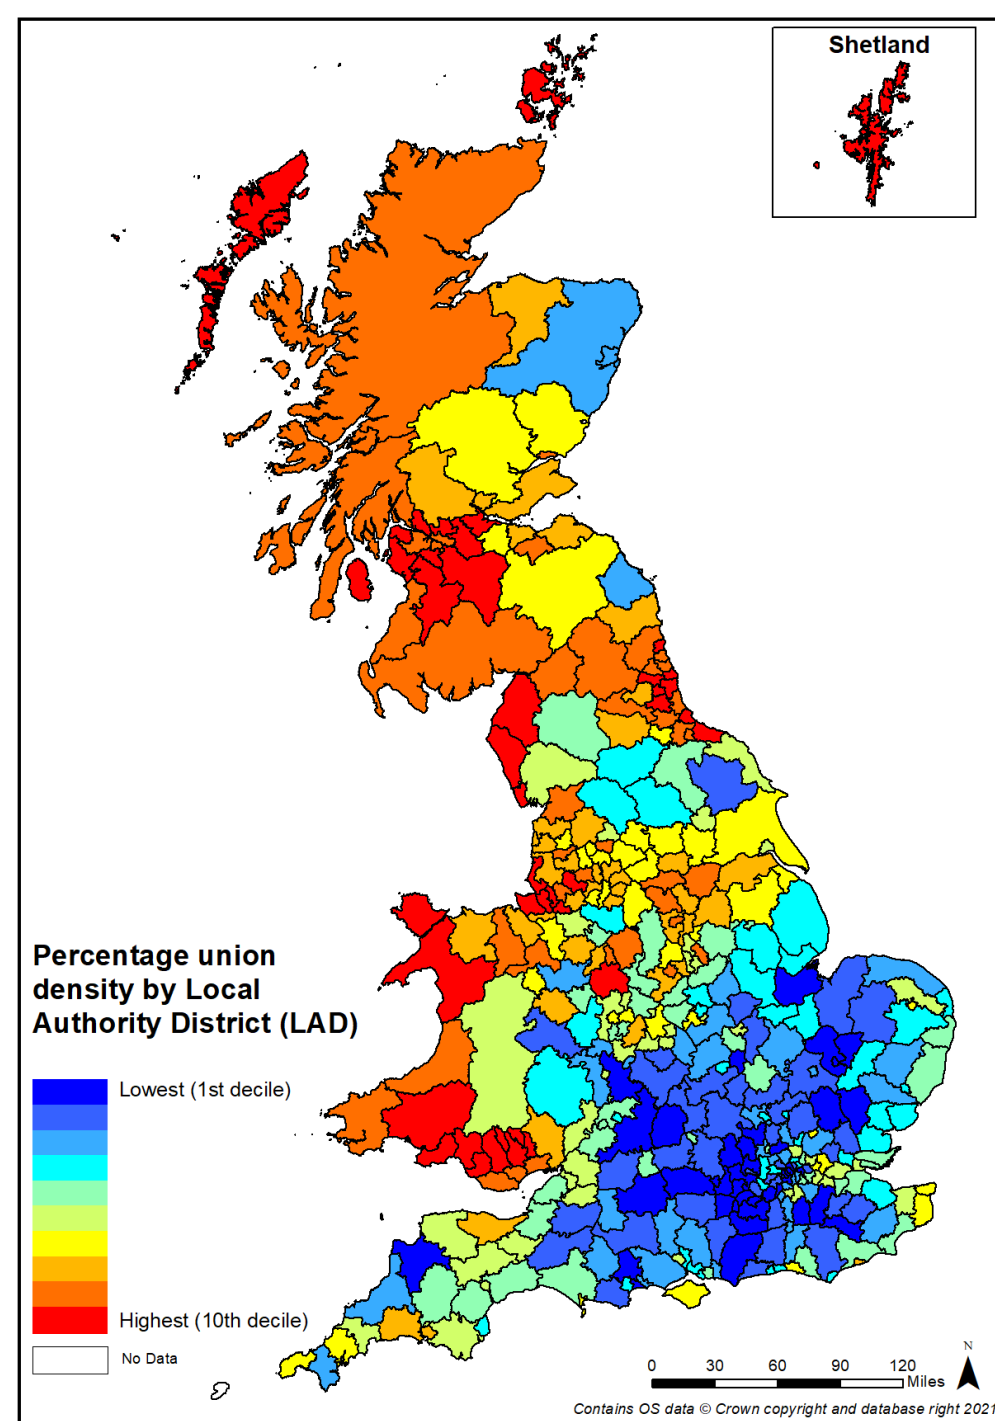 Shetland
Percentage union
density by Local
Authority District (LAD)
Lowest (1st decile)
Highest (10th decile)
No Data
N
0 30 60 90 120
Miles
Contains OS data © Crown copyright and database right 2021